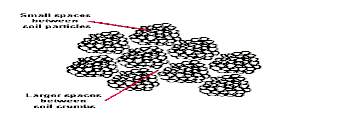 Small spaces
between
soil particles
Larger spaces
between
soil crumbs